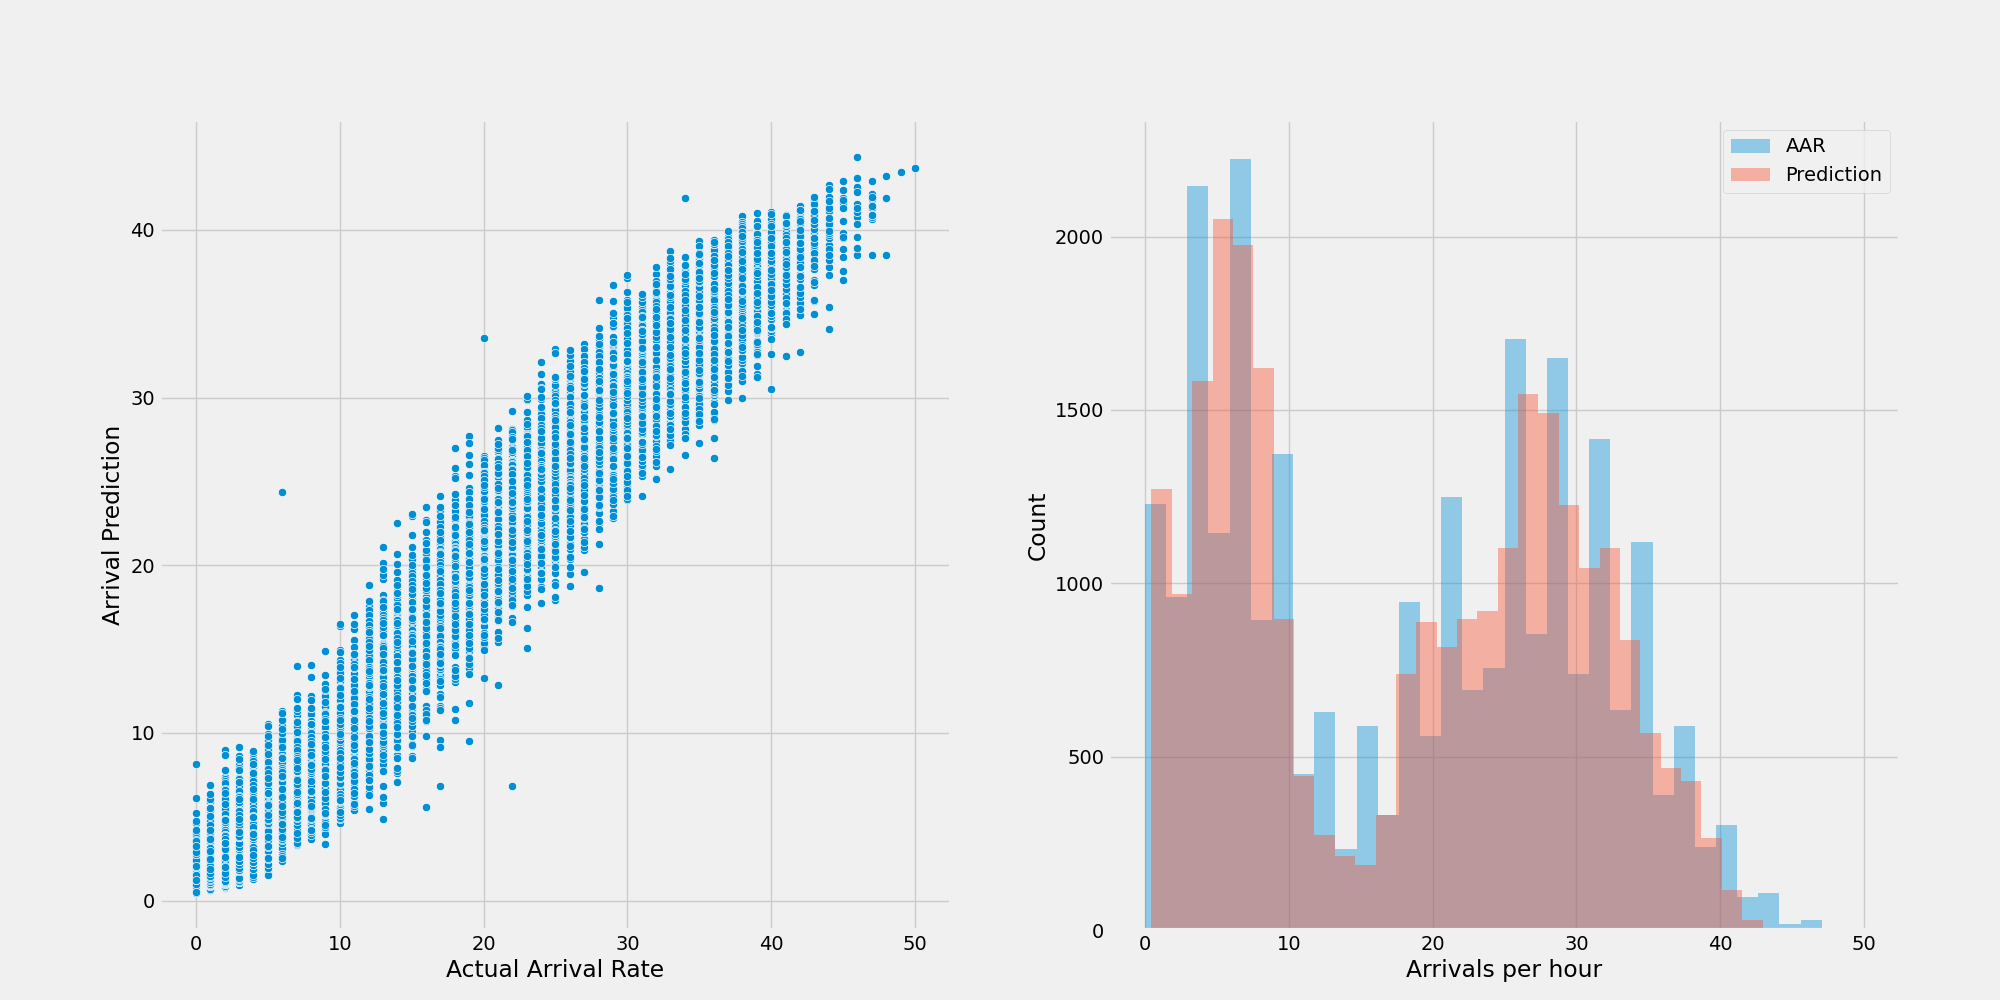 40
30
20
10
0
Arrival Prediction
0 10 20 30 40 50
Actual Arrival Rate
AAR
Prediction
2000
1500
1000
500
0
Count
0 10 20 30 40 50
Arrivals per hour